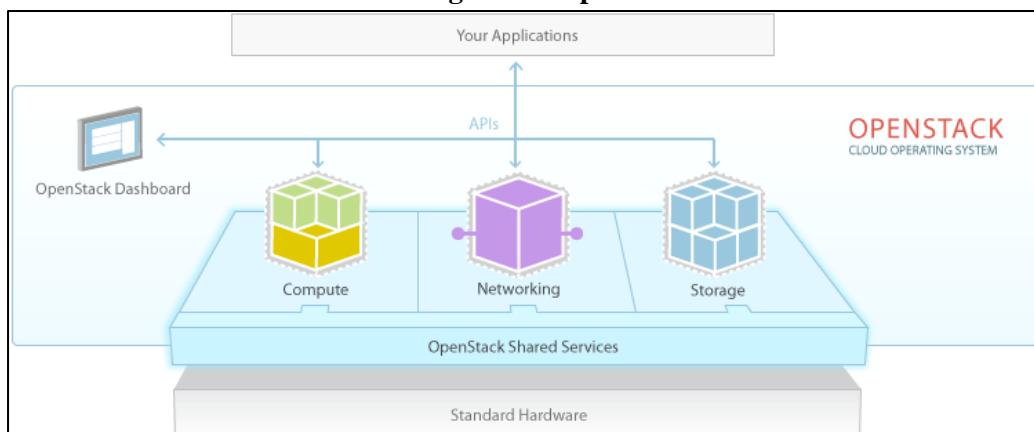 Your Applications
APIs
OPENSTACK
CLOUD OPERATING SYSTEM
OpenStack Dashboard
Compute
Networking
Storage
OpenStack Shared Services
Standard Hardware